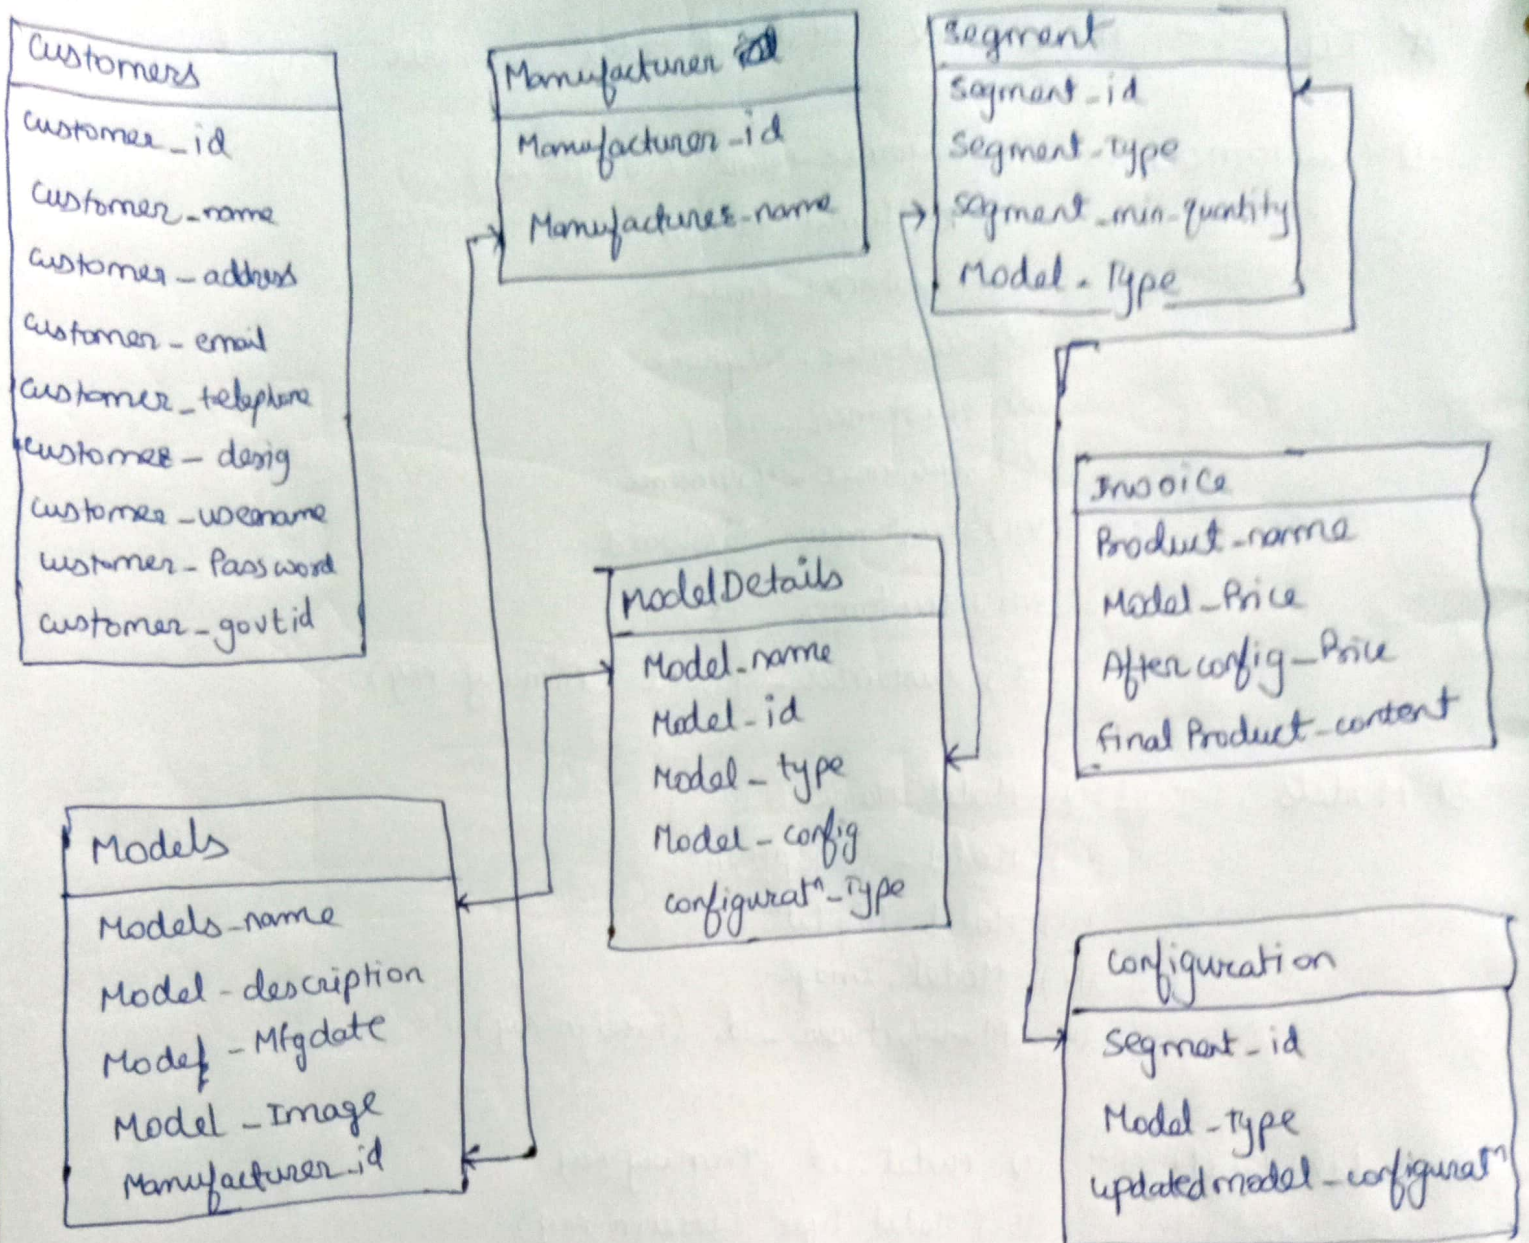 Customers
Customer_id
Customer_name
Customer_address
Customer_email
Customer_telephone
Customer_desig
Customer_username
Customer_Password
Customer_govtid
Manufacturer
Manufacturer_id
Manufacturer_name
Segment
Segment_id
Segment_Type
Segment_min_quantity
Model_Type
ModelDetails
Model_name
Model_id
Model_type
Model_config
configuratn_Type
Invoice
Product_name
Model_Price
After config_Price
final Product_content
Models
Models_name
Model_description
Model_Mfgdate
Model_Image
Manufacturer_id
Configuration
Segment_id
Model_Type
updatedmodel_configuratn